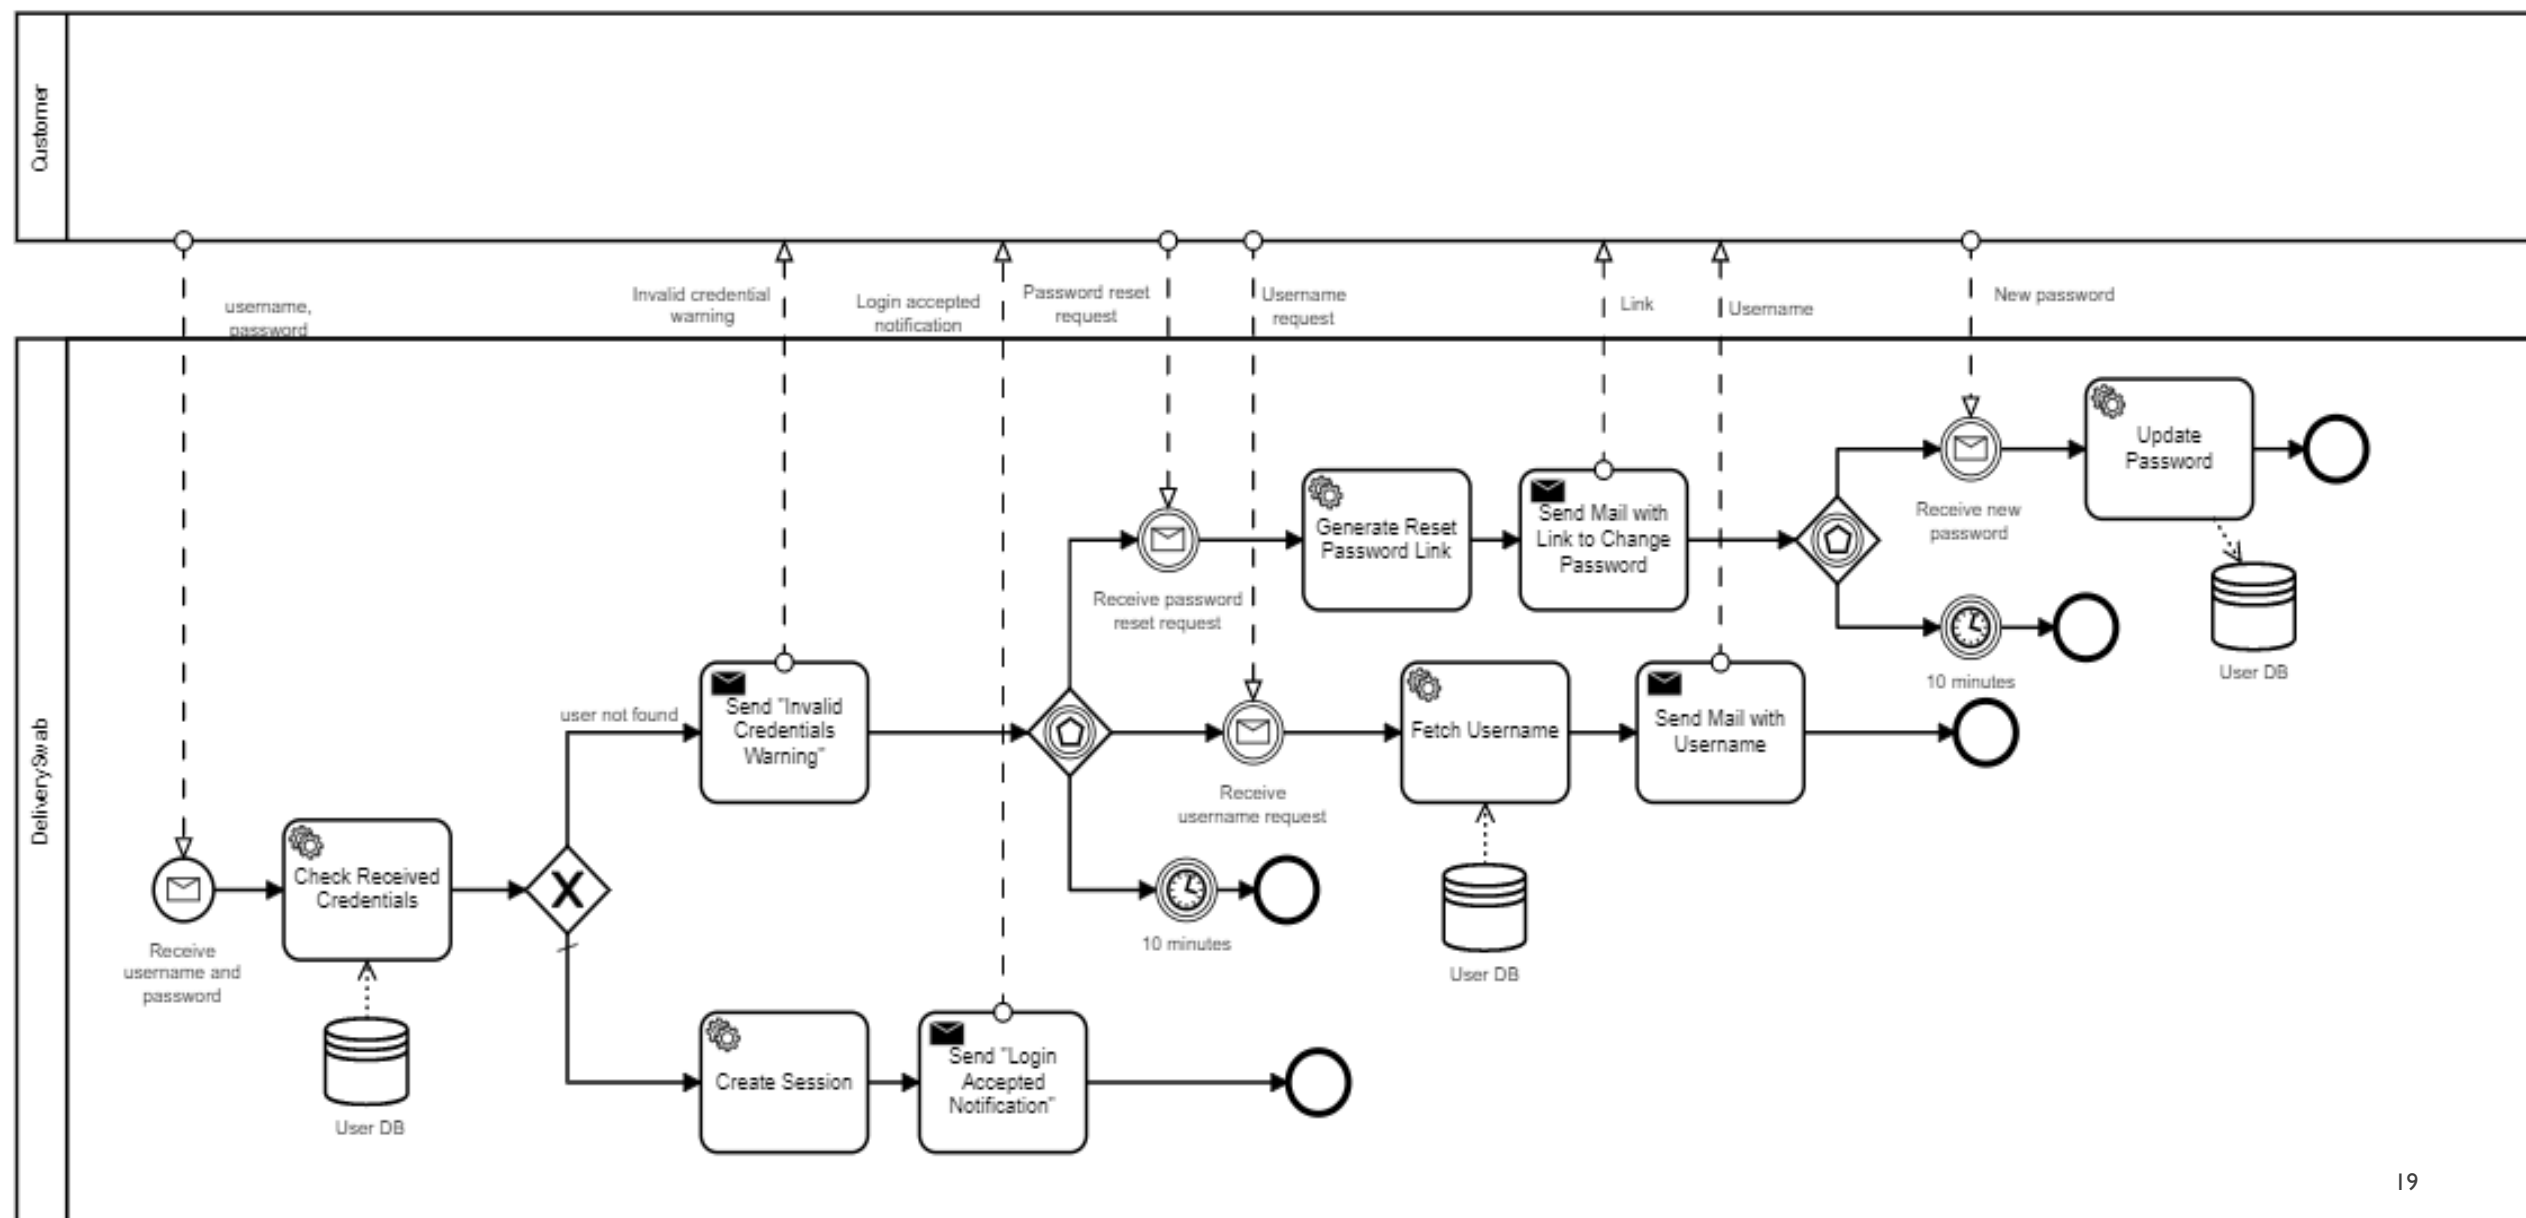 Customer
username,
password
Invalid credential
warning
Login accepted
notification
Password reset
request
Username
request
Link
Username
New password
DeliverySwab
Update
Password
Receive new
password
User DB
Generate Reset
Password Link
Send Mail with
Link to Change
Password
Receive password
reset request
10 minutes
user not found
Send "Invalid
Credentials
Warning"
Fetch Username
Send Mail with
Username
Receive
username request
Check Received
Credentials
X
10 minutes
Receive
username and
password
User DB
Create Session
Send "Login
Accepted
Notification"
User DB
19